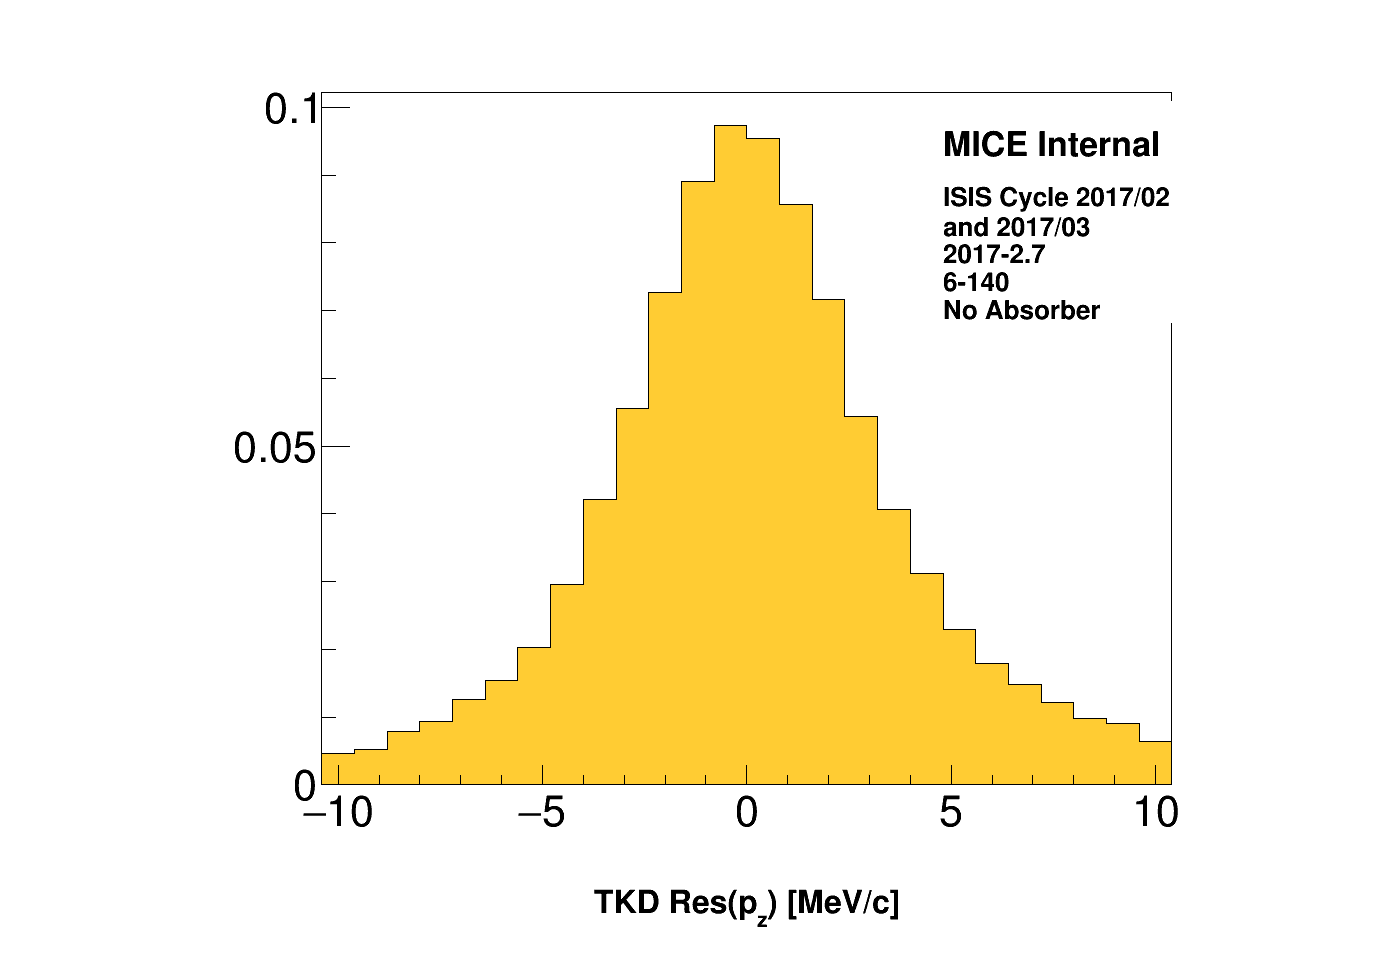 0.1
MICE Internal
ISIS Cycle 2017/02
and 2017/03
2017-2.7
6-140
No Absorber
0.05
0
−10 −5 0 5 10
TKD Res(pz) [MeV/c]